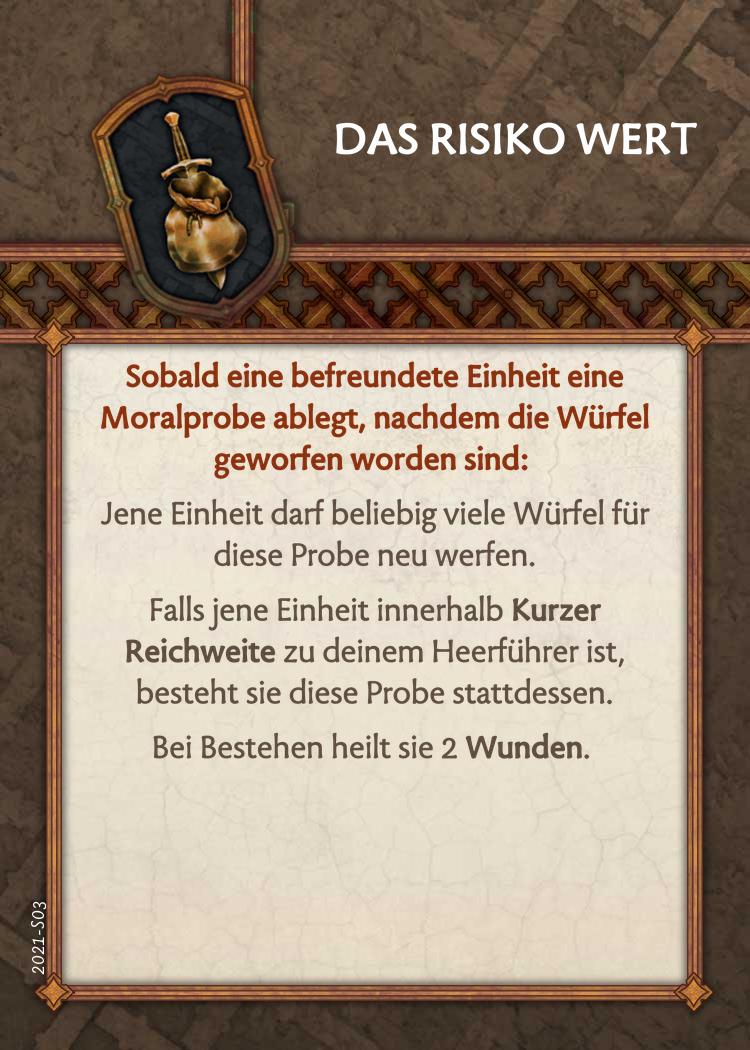 DAS RISIKO WERT
Sobald eine befreundete Einheit eine
Moralprobe ablegt, nachdem die Würfel
geworfen worden sind:
Jene Einheit darf beliebig viele Würfel für
diese Probe neu werfen.
Falls jene Einheit innerhalb Kurzer
Reichweite zu deinem Heerführer ist,
besteht sie diese Probe stattdessen.
Bei Bestehen heilt sie 2 Wunden.
2021-S03